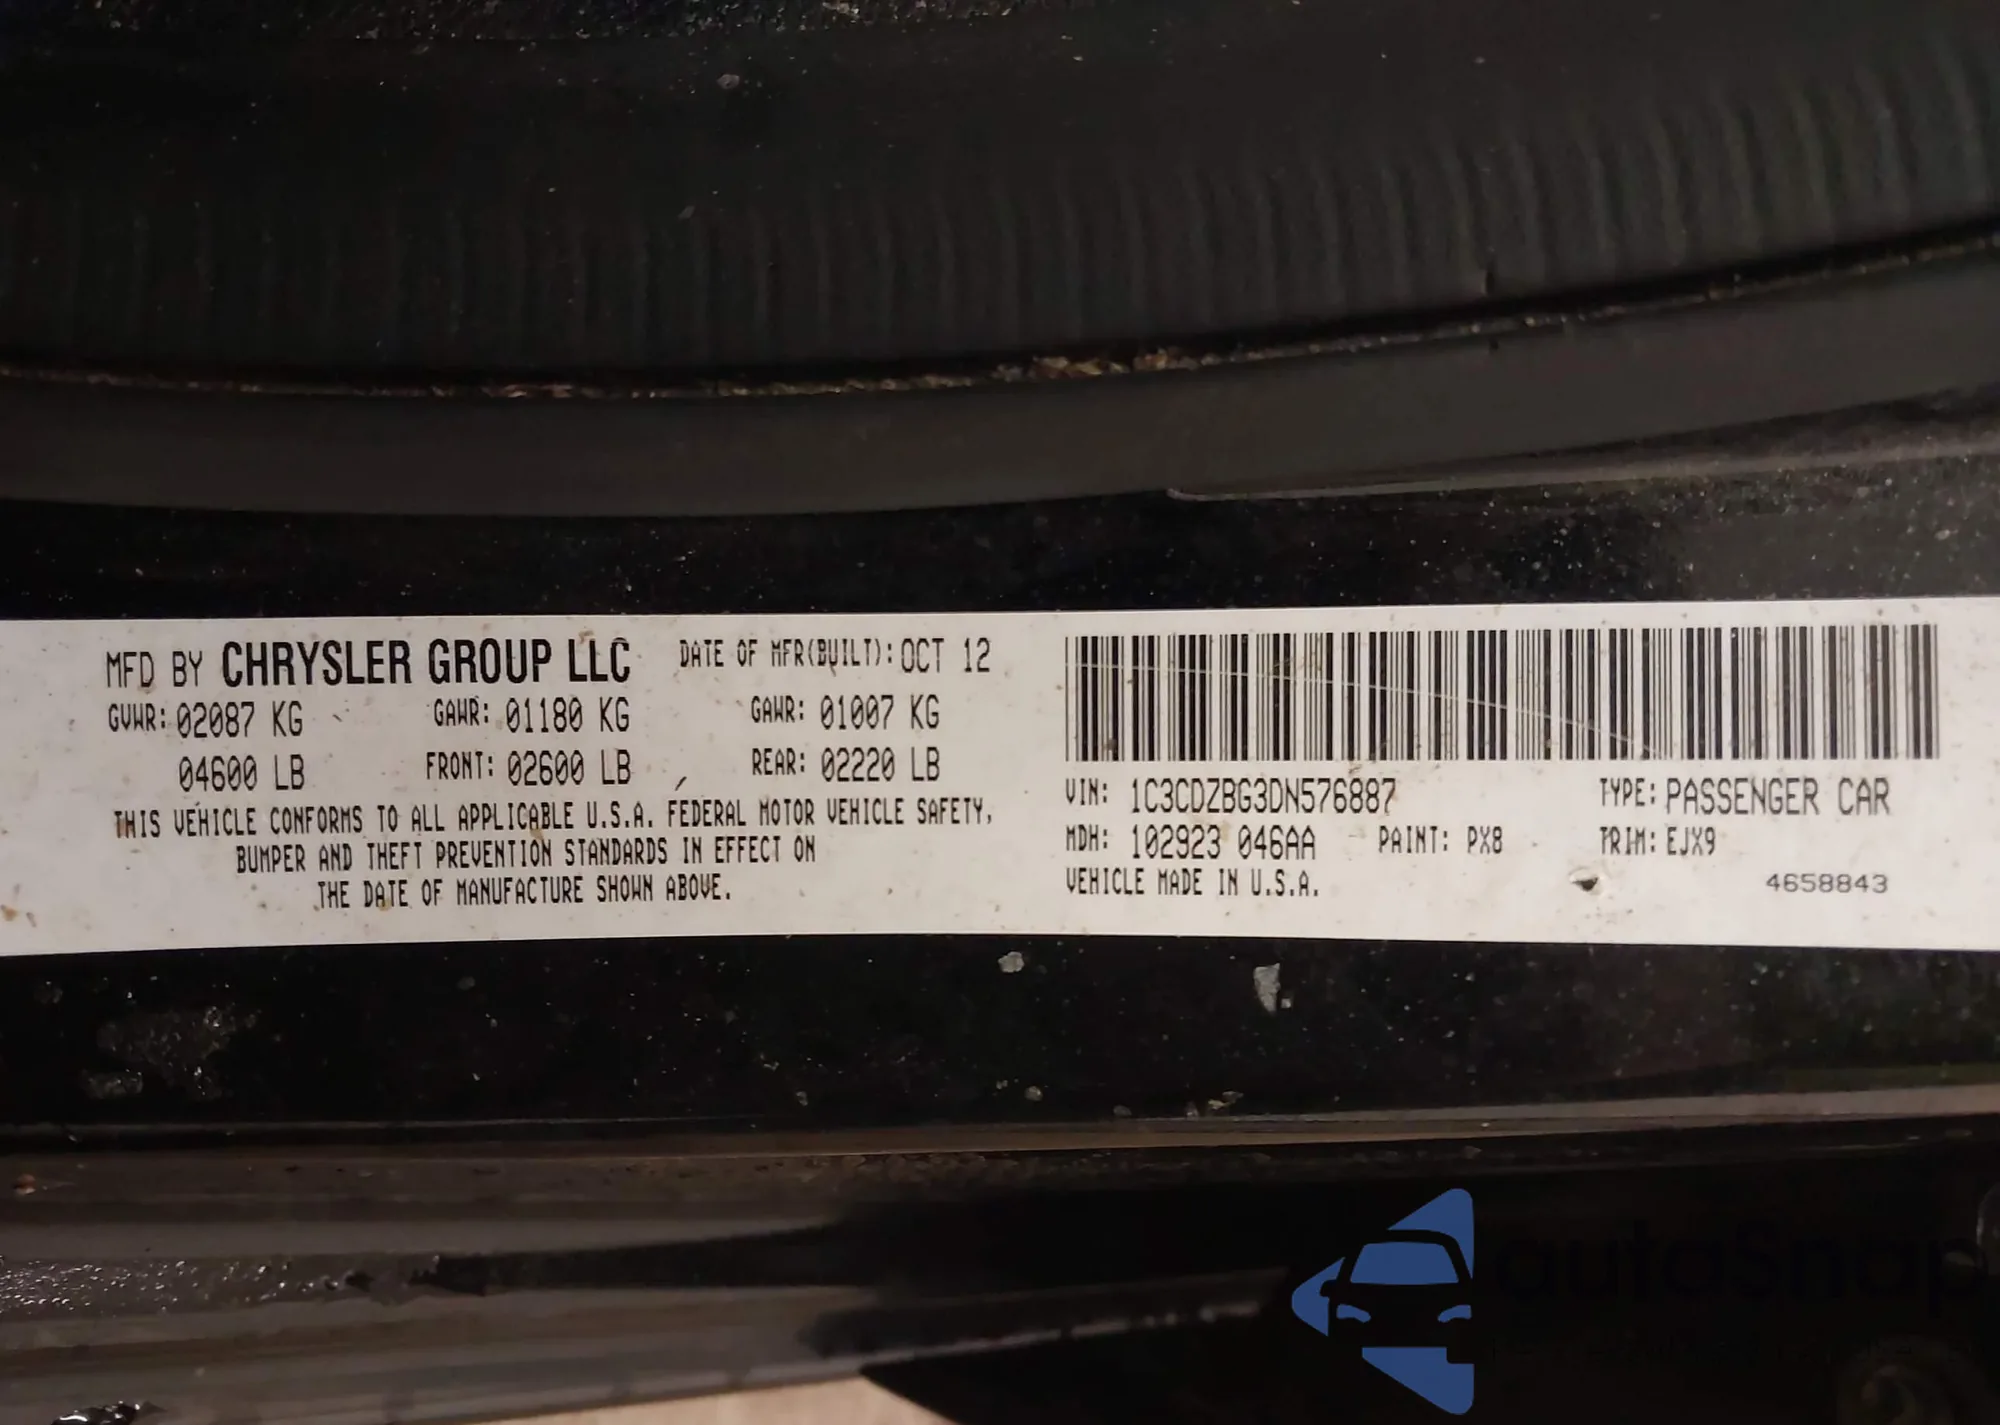 MFD BY CHRYSLER GROUP LLC DATE OF MFR(BUILT): OCT 12
GVWR: 02087 KG GAWR: 01180 KG GAWR: 01007 KG
04600 LB FRONT: 02600 LB REAR: 02220 LB
THIS VEHICLE CONFORMS TO ALL APPLICABLE U.S.A. FEDERAL MOTOR VEHICLE SAFETY,
BUMPER AND THEFT PREVENTION STANDARDS IN EFFECT ON
THE DATE OF MANUFACTURE SHOWN ABOVE.
VIN: 1C3CDZBG3DN576887 TYPE: PASSENGER CAR
MDH: 102923 046AA PAINT: PX8 TRIM: EJX9
VEHICLE MADE IN U.S.A. 4658843
autosnap